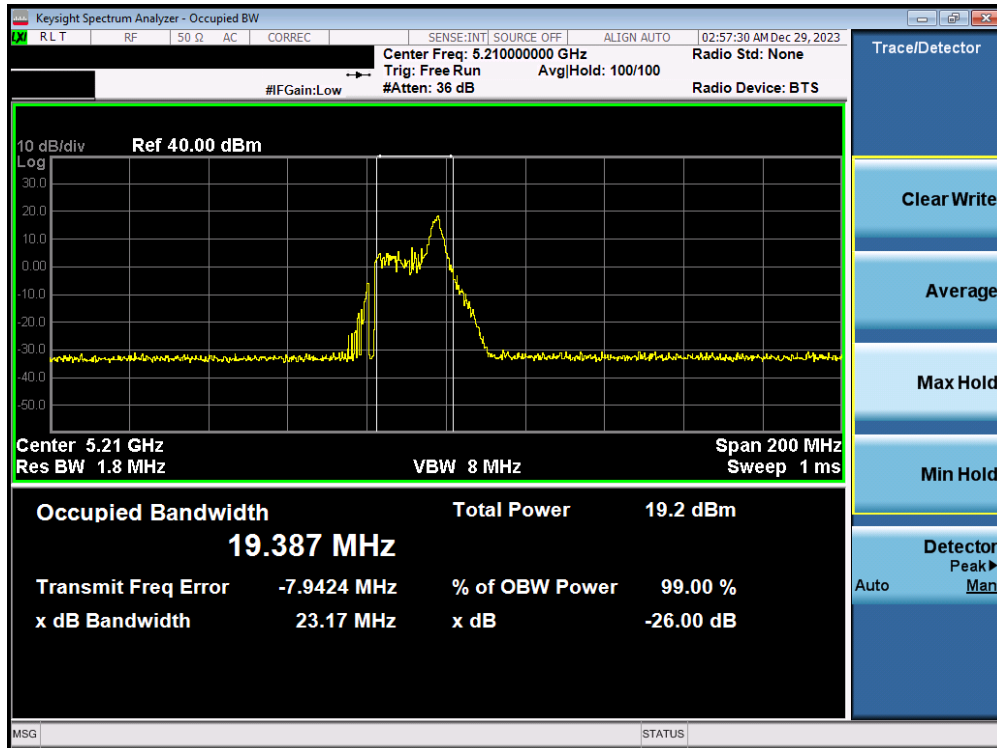 Keysight Spectrum Analyzer - Occupied BW
LXI RLT RF 50 Ω AC CORREC SENSE:INT SOURCE OFF ALIGN AUTO 02:57:30 AM Dec 29, 2023
Center Freq: 5.210000000 GHz Radio Std: None
Trig: Free Run Avg|Hold: 100/100
#IFGain:Low #Atten: 36 dB Radio Device: BTS
Trace/Detector
10 dB/div Ref 40.00 dBm
Log
30.0
20.0
10.0
0.00
-10.0
-20.0
-30.0
-40.0
-50.0
Center 5.21 GHz Span 200 MHz
Res BW 1.8 MHz VBW 8 MHz Sweep 1 ms
Occupied Bandwidth Total Power 19.2 dBm
19.387 MHz
Transmit Freq Error -7.9424 MHz % of OBW Power 99.00 %
x dB Bandwidth 23.17 MHz x dB -26.00 dB
Clear Write
Average
Max Hold
Min Hold
Detector
Peak
Auto Man
MSG STATUS